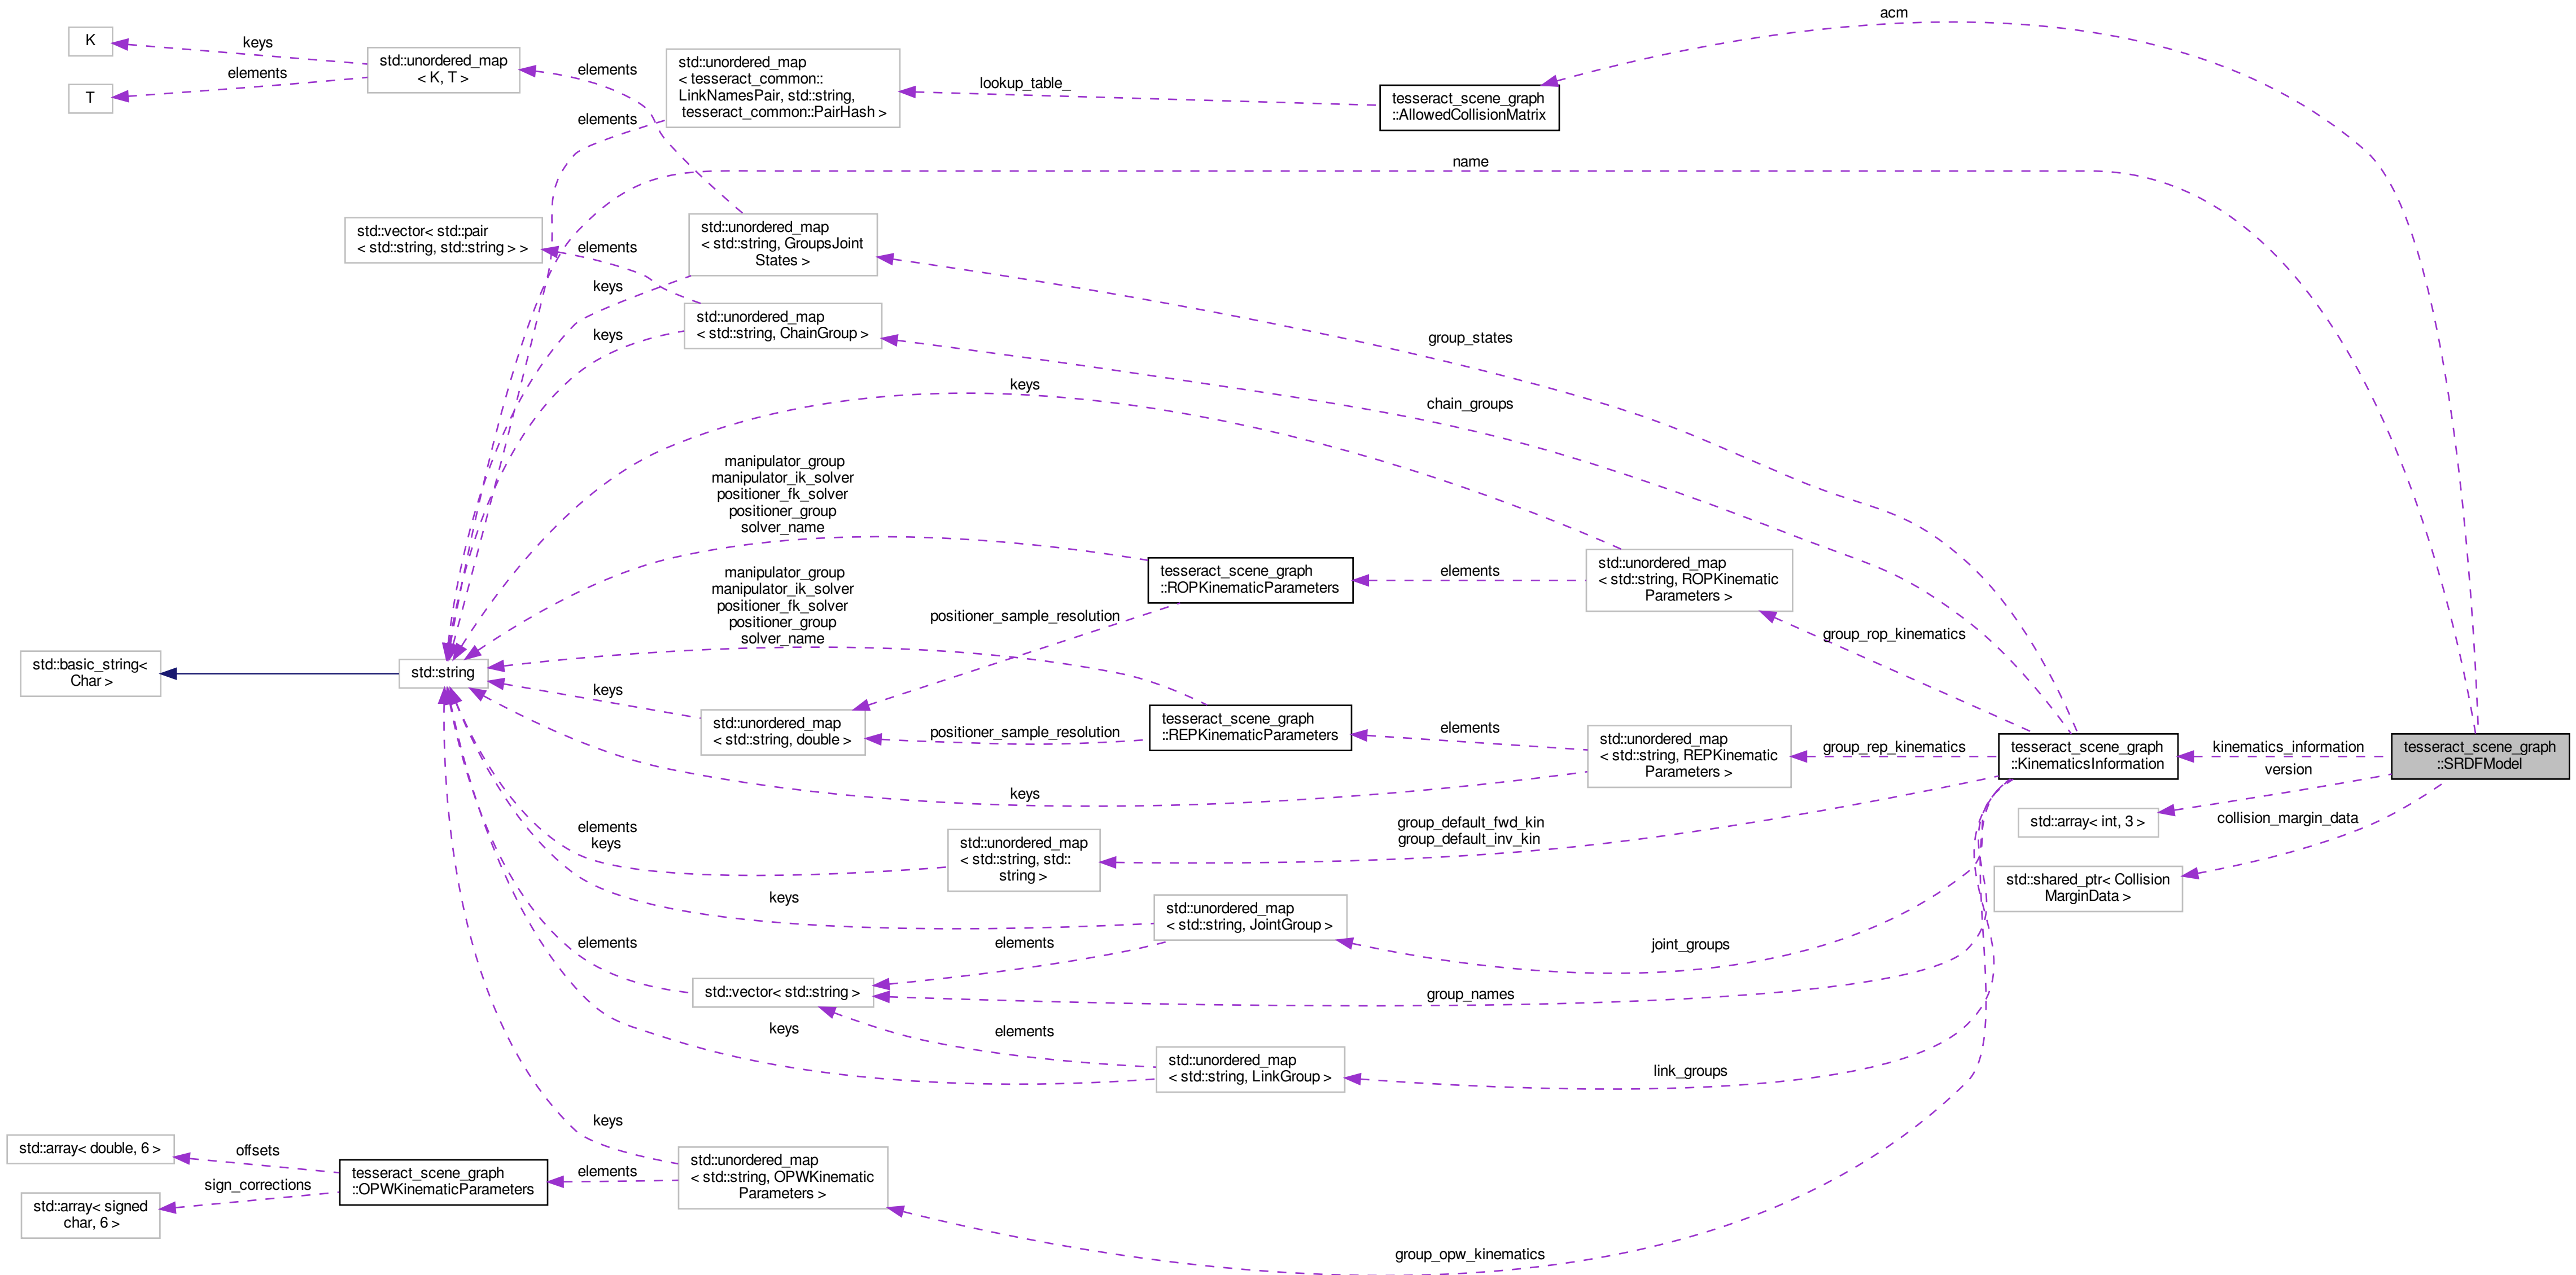 acm
K
keys
std::unordered_map
< K, T >
elements
T
elements
std::unordered_map
< tesseract_common::
LinkNamesPair, std::string,
tesseract_common::PairHash >
lookup_table_
tesseract_scene_graph
::AllowedCollisionMatrix
elements
name
std::vector< std::pair
< std::string, std::string > >
elements
std::unordered_map
< std::string, GroupsJoint
States >
keys
std::unordered_map
< std::string, ChainGroup >
keys
group_states
keys
chain_groups
manipulator_group
manipulator_ik_solver
positioner_fk_solver
positioner_group
solver_name
tesseract_scene_graph
::ROPKinematicParameters
elements
std::unordered_map
< std::string, ROPKinematic
Parameters >
manipulator_group
manipulator_ik_solver
positioner_fk_solver
positioner_group
solver_name
positioner_sample_resolution
group_rop_kinematics
std::basic_string<
Char >
std::string
keys
std::unordered_map
< std::string, double >
positioner_sample_resolution
tesseract_scene_graph
::REPKinematicParameters
elements
std::unordered_map
< std::string, REPKinematic
Parameters >
group_rep_kinematics
tesseract_scene_graph
::KinematicsInformation
kinematics_information
tesseract_scene_graph
::SRDFModel
version
keys
std::array< int, 3 >
collision_margin_data
group_default_fwd_kin
group_default_inv_kin
elements
keys
std::unordered_map
< std::string, std::
string >
std::shared_ptr< Collision
MarginData >
keys
std::unordered_map
< std::string, JointGroup >
elements
elements
joint_groups
std::vector< std::string >
group_names
keys
elements
std::unordered_map
< std::string, LinkGroup >
link_groups
keys
std::array< double, 6 >
offsets
tesseract_scene_graph
::OPWKinematicParameters
elements
std::unordered_map
< std::string, OPWKinematic
Parameters >
sign_corrections
std::array< signed
char, 6 >
group_opw_kinematics